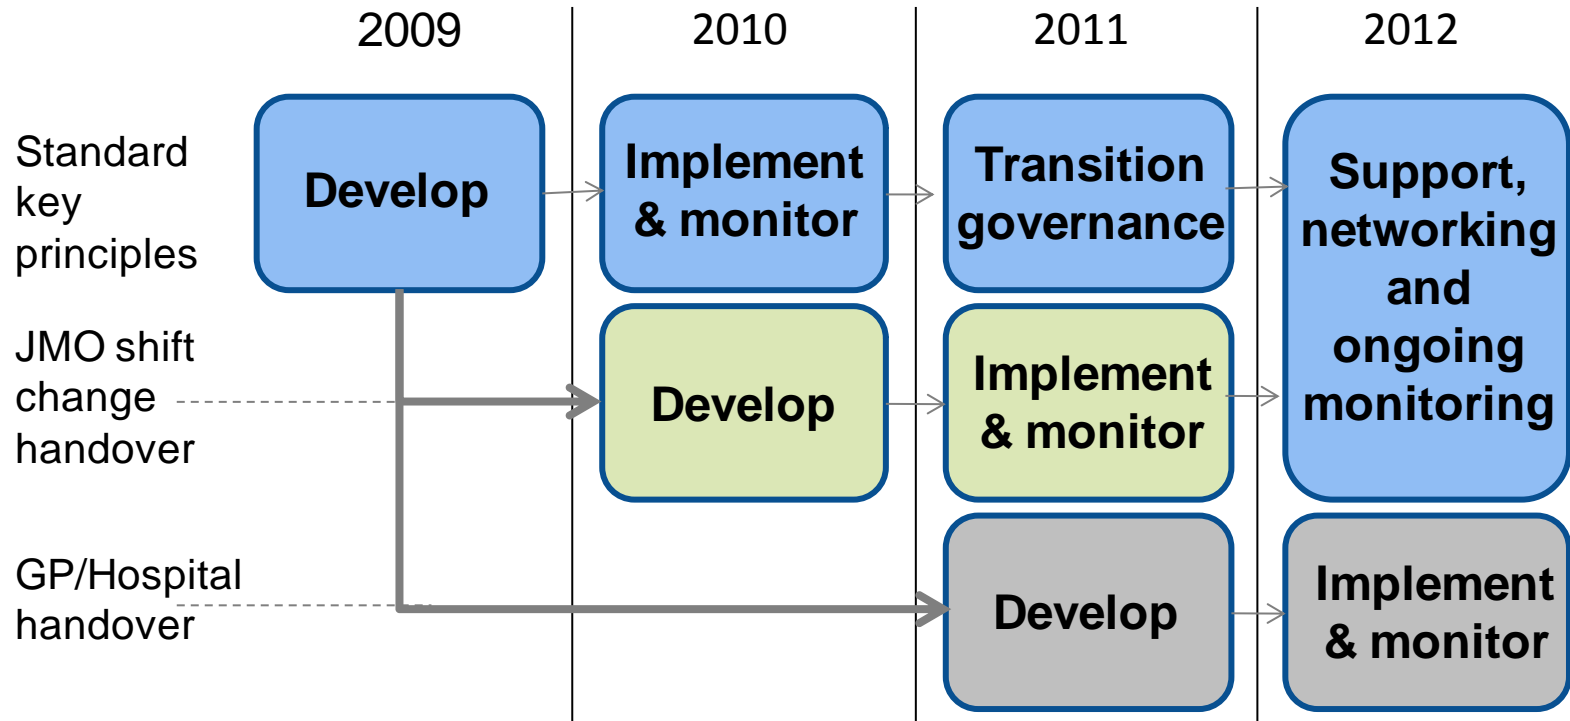 2009
2010
2011
2012
Standard
key
principles
Develop
Implement
& monitor
Transition
governance
Support,
networking
and
ongoing
monitoring
JMO shift
change
handover
Develop
Implement
& monitor
GP/Hospital
handover
Develop
Implement
& monitor